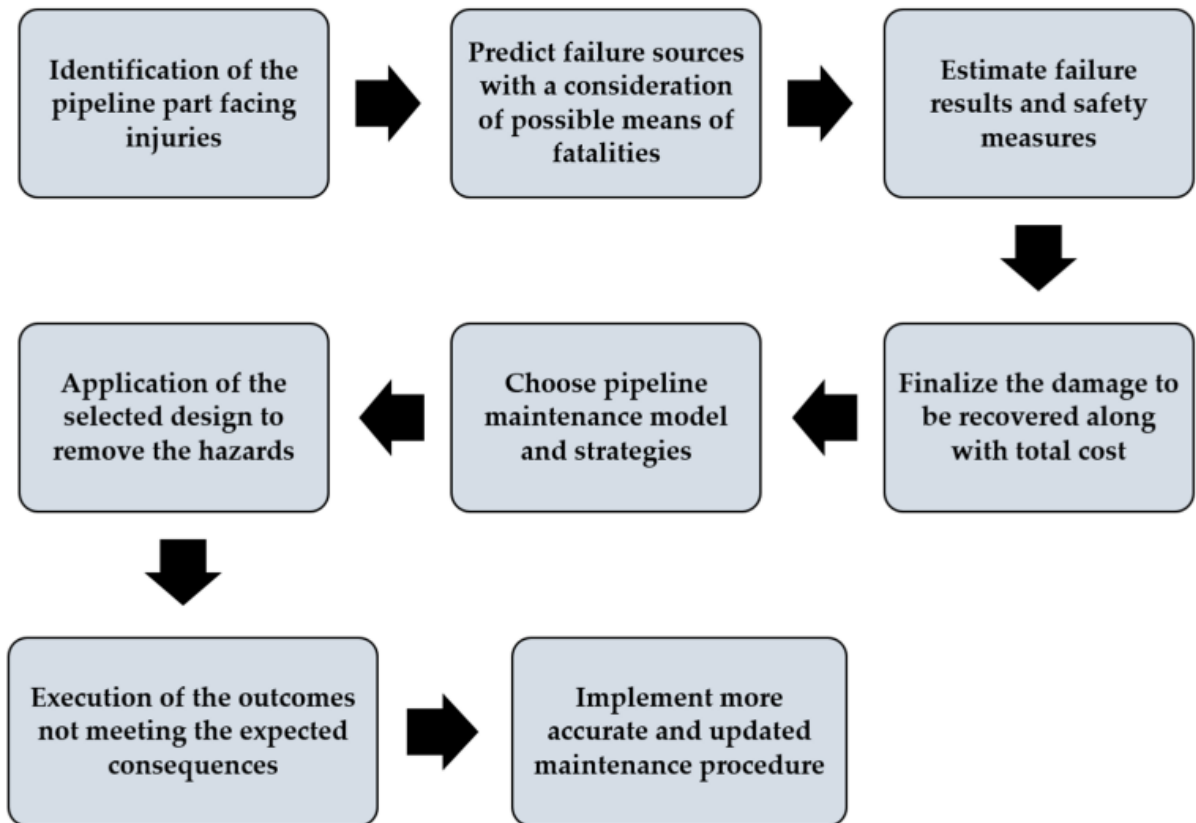 Identification of the
pipeline part facing
injuries
Predict failure sources
with a consideration
of possible means of
fatalities
Estimate failure
results and safety
measures
Finalize the damage to
be recovered along
with total cost
Choose pipeline
maintenance model
and strategies
Application of the
selected design to
remove the hazards
Execution of the outcomes
not meeting the expected
consequences
Implement more
accurate and updated
maintenance procedure